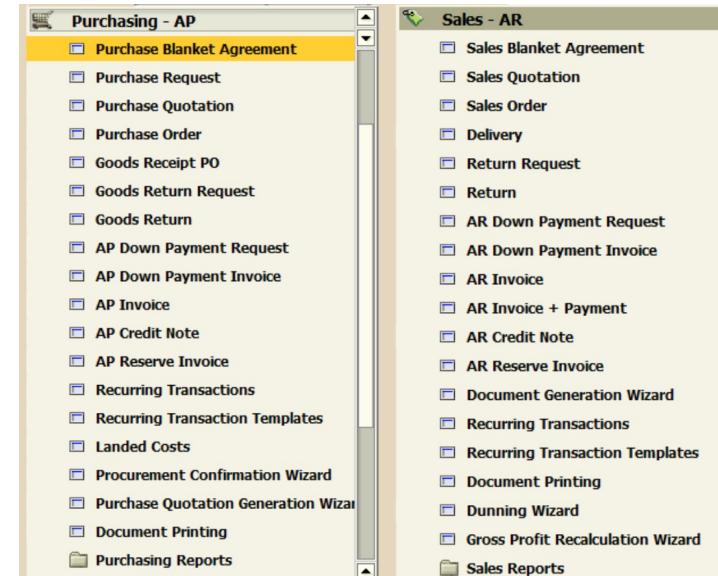 Purchasing - AP
Purchase Blanket Agreement
Purchase Request
Purchase Quotation
Purchase Order
Goods Receipt PO
Goods Return Request
Goods Return
AP Down Payment Request
AP Down Payment Invoice
AP Invoice
AP Credit Note
AP Reserve Invoice
Recurring Transactions
Recurring Transaction Templates
Landed Costs
Procurement Confirmation Wizard
Purchase Quotation Generation Wizar
Document Printing
Purchasing Reports
Sales - AR
Sales Blanket Agreement
Sales Quotation
Sales Order
Delivery
Return Request
Return
AR Down Payment Request
AR Down Payment Invoice
AR Invoice
AR Invoice + Payment
AR Credit Note
AR Reserve Invoice
Document Generation Wizard
Recurring Transactions
Recurring Transaction Templates
Document Printing
Dunning Wizard
Gross Profit Recalculation Wizard
Sales Reports